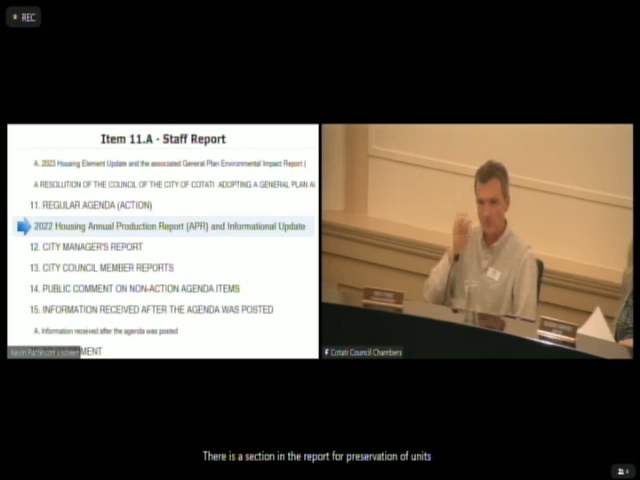 REC
Item 11.A - Staff Report
A. 2023 Housing Element Update and the associated General Plan Environmental Impact Report (
A RESOLUTION OF THE COUNCIL OF THE CITY OF COTATI ADOPTING A GENERAL PLAN A
11. REGULAR AGENDA (ACTION)
2022 Housing Annual Production Report (APR) and Informational Update
12. CITY MANAGER'S REPORT
13. CITY COUNCIL MEMBER REPORTS
14. PUBLIC COMMENT ON NON-ACTION AGENDA ITEMS
15. INFORMATION RECEIVED AFTER THE AGENDA WAS POSTED
A. Information received after the agenda was posted
MENT
Cotati Council Chambers
There is a section in the report for preservation of units